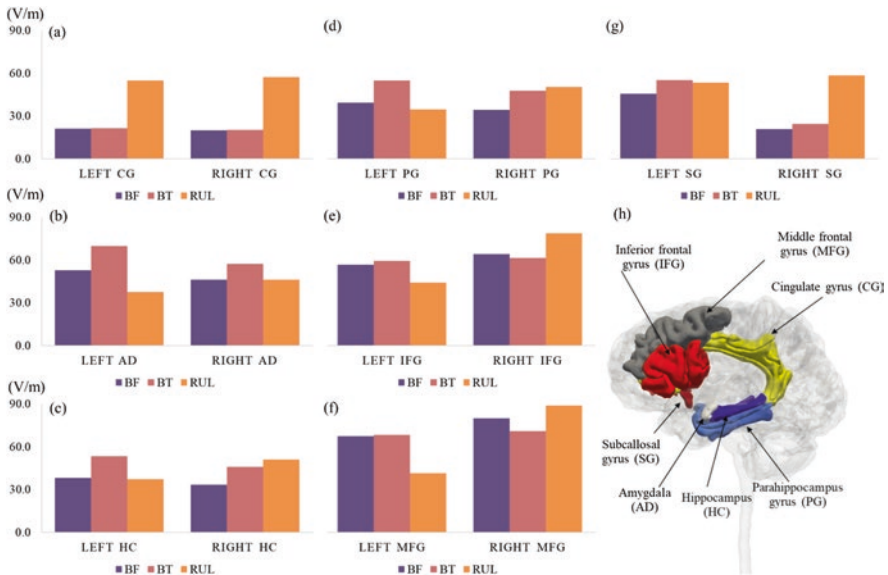 (V/m)
90.0
60.0
30.0
0.0
(a)
LEFT CG RIGHT CG
BF BT RUL
(d)
LEFT PG RIGHT PG
BF BT RUL
(g)
LEFT SG RIGHT SG
BF BT RUL
(V/m)
90.0
60.0
30.0
0.0
(b)
LEFT AD RIGHT AD
BF BT RUL
(e)
LEFT IFG RIGHT IFG
BF BT RUL
(V/m)
90.0
60.0
30.0
0.0
(c)
LEFT HC RIGHT HC
BF BT RUL
(f)
LEFT MFG RIGHT MFG
BF BT RUL
(h)
Inferior frontal
gyrus (IFG)
Middle frontal
gyrus (MFG)
Cingulate gyrus (CG)
Subcallosal
gyrus (SG)
Amygdala
(AD)
Hippocampus
(HC)
Parahippocampus
gyrus (PG)